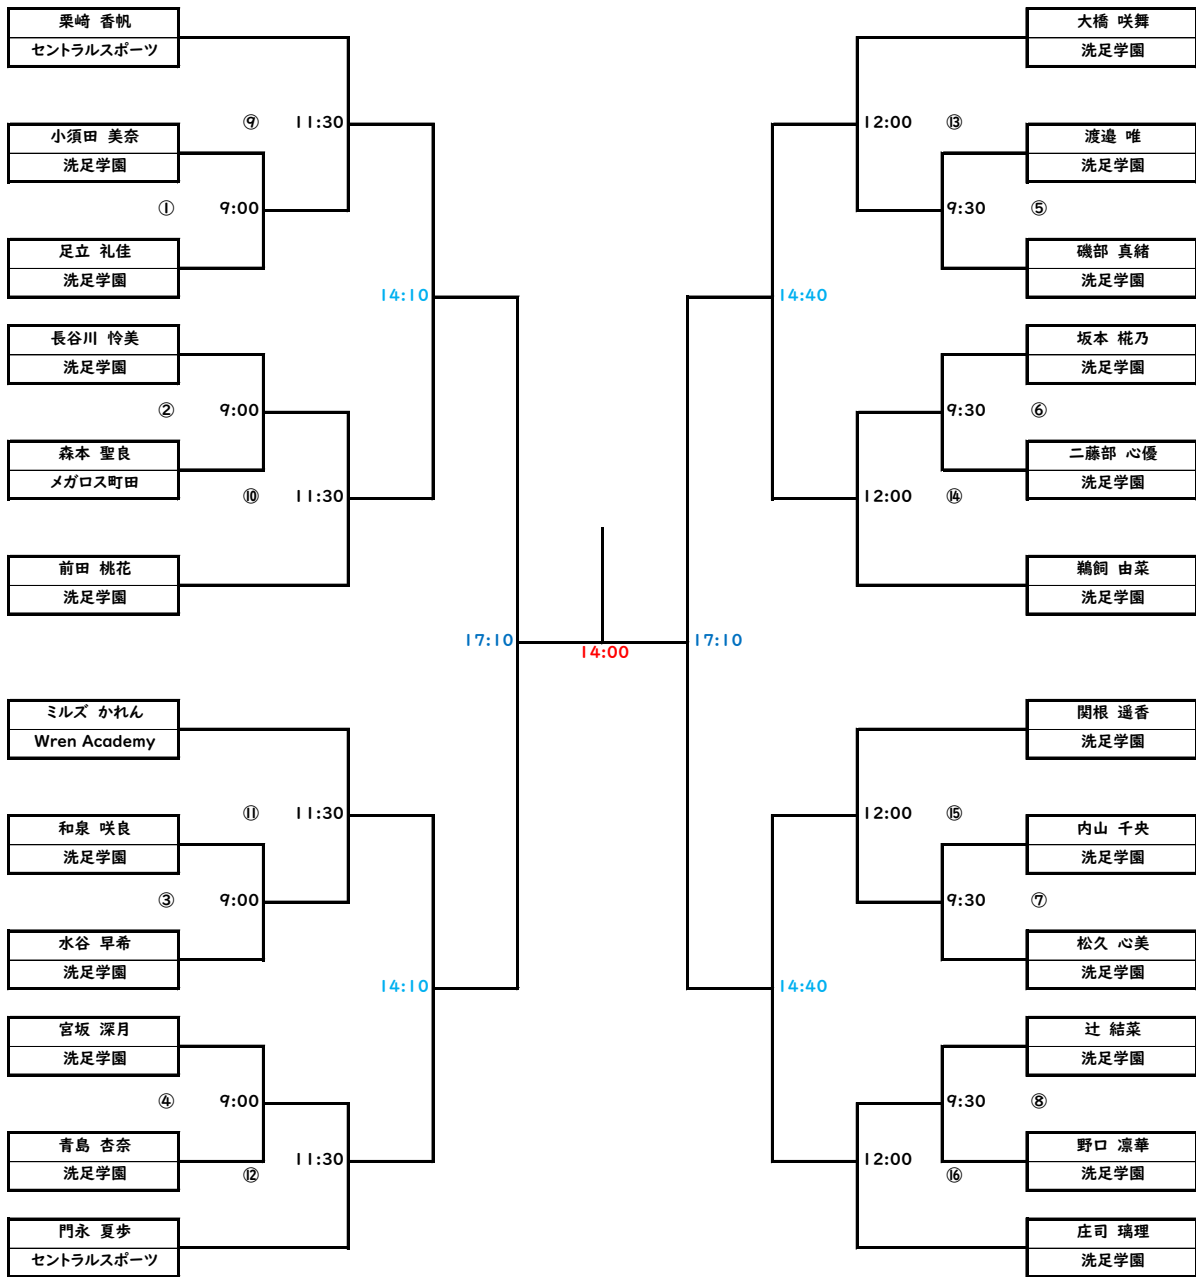 栗﨑 香帆
セントラルスポーツ
⑨ 11:30
小須田 美奈
洗足学園
① 9:00
足立 礼佳
洗足学園
14:10
長谷川 怜美
洗足学園
② 9:00
森本 聖良
メガロス町田
⑩ 11:30
前田 桃花
洗足学園
17:10
14:00
17:10
ミルズ かれん
Wren Academy
⑪ 11:30
和泉 咲良
洗足学園
③ 9:00
水谷 早希
洗足学園
14:10
宮坂 深月
洗足学園
④ 9:00
青島 杏奈
洗足学園
⑫ 11:30
門永 夏歩
セントラルスポーツ
大橋 咲舞
洗足学園
12:00 ⑬
渡邉 唯
洗足学園
9:30 ⑤
磯部 真緒
洗足学園
14:40
坂本 椛乃
洗足学園
9:30 ⑥
二藤部 心優
洗足学園
12:00 ⑭
鵜飼 由菜
洗足学園
関根 遥香
洗足学園
12:00 ⑮
内山 千央
洗足学園
9:30 ⑦
松久 心美
洗足学園
14:40
辻 結菜
洗足学園
9:30 ⑧
野口 凛華
洗足学園
12:00 ⑯
庄司 璃理
洗足学園